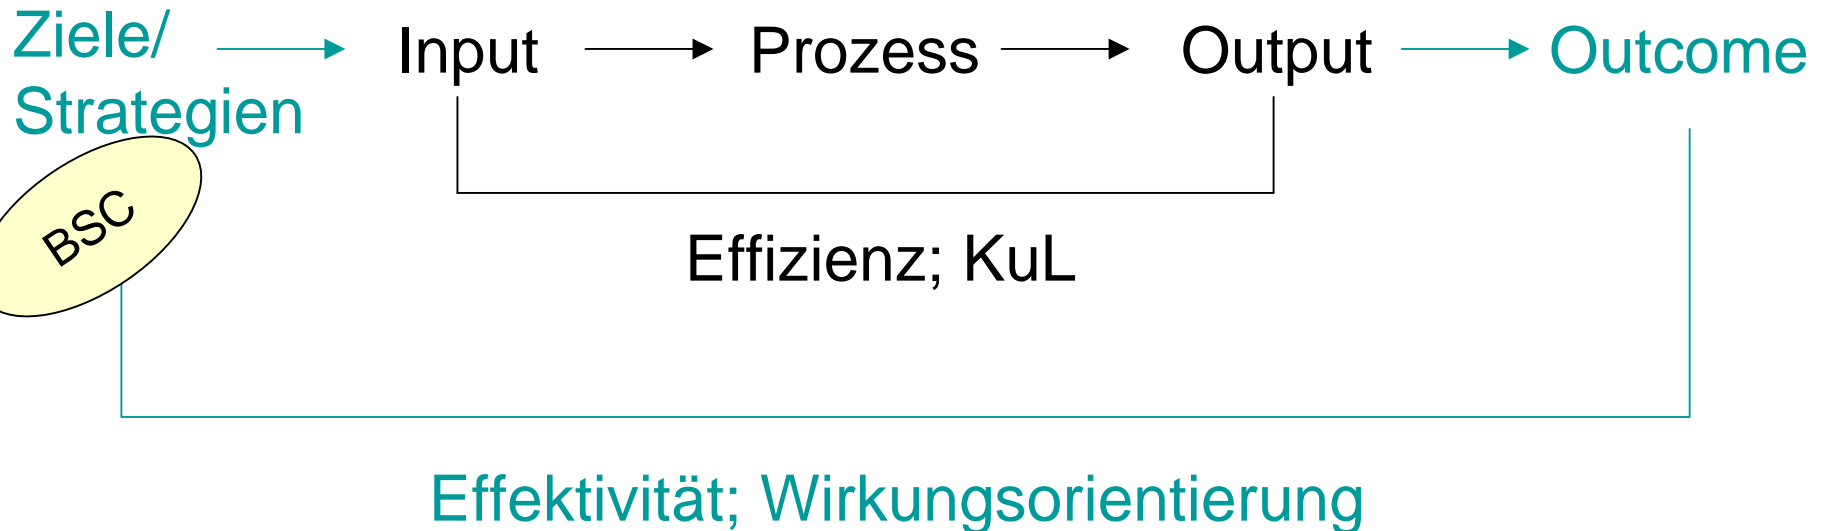 Ziele/
Strategien
Input
Prozess
Output
Outcome
BSC
Effizienz; KuL
Effektivität; Wirkungsorientierung